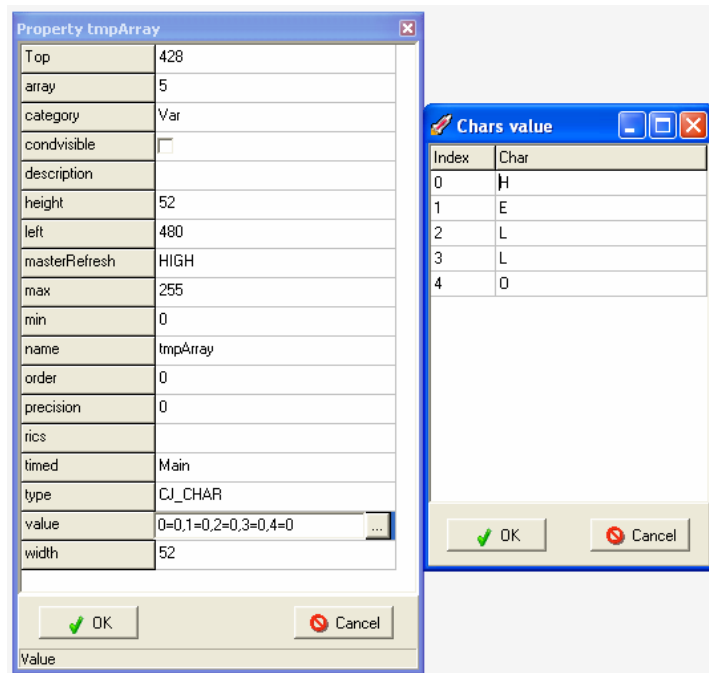 Property tmpArray
Top 428
array 5
category Var
condvisible
description
height 52
left 480
masterRefresh HIGH
max 255
min 0
name tmpArray
order 0
precision 0
rics
timed Main
type CJ_CHAR
value 0=0,1=0,2=0,3=0,4=0 ...
width 52
OK Cancel
Value
Chars value
Index Char
0 H
1 E
2 L
3 L
4 O
OK Cancel